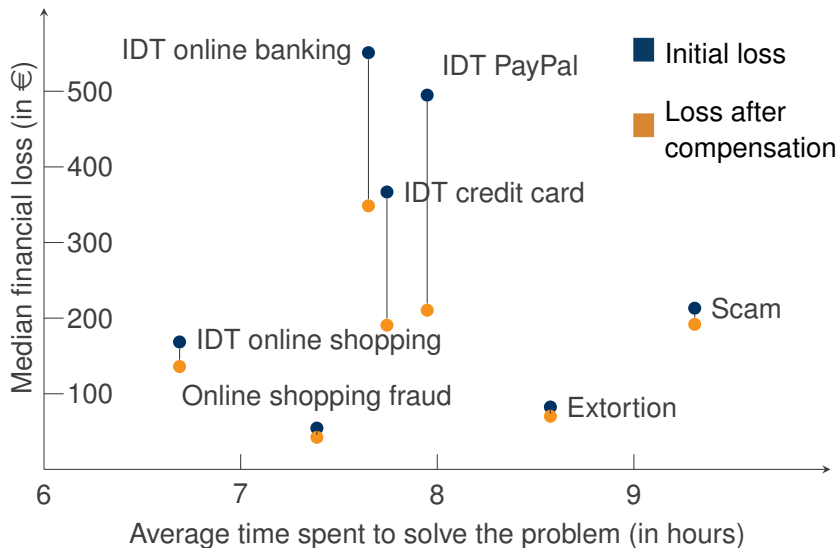 Median financial loss (in €)
500
400
300
200
100
IDT online banking
IDT PayPal
IDT credit card
IDT online shopping
Online shopping fraud
Extortion
Scam
Initial loss
Loss after
compensation
6
7
8
9
Average time spent to solve the problem (in hours)